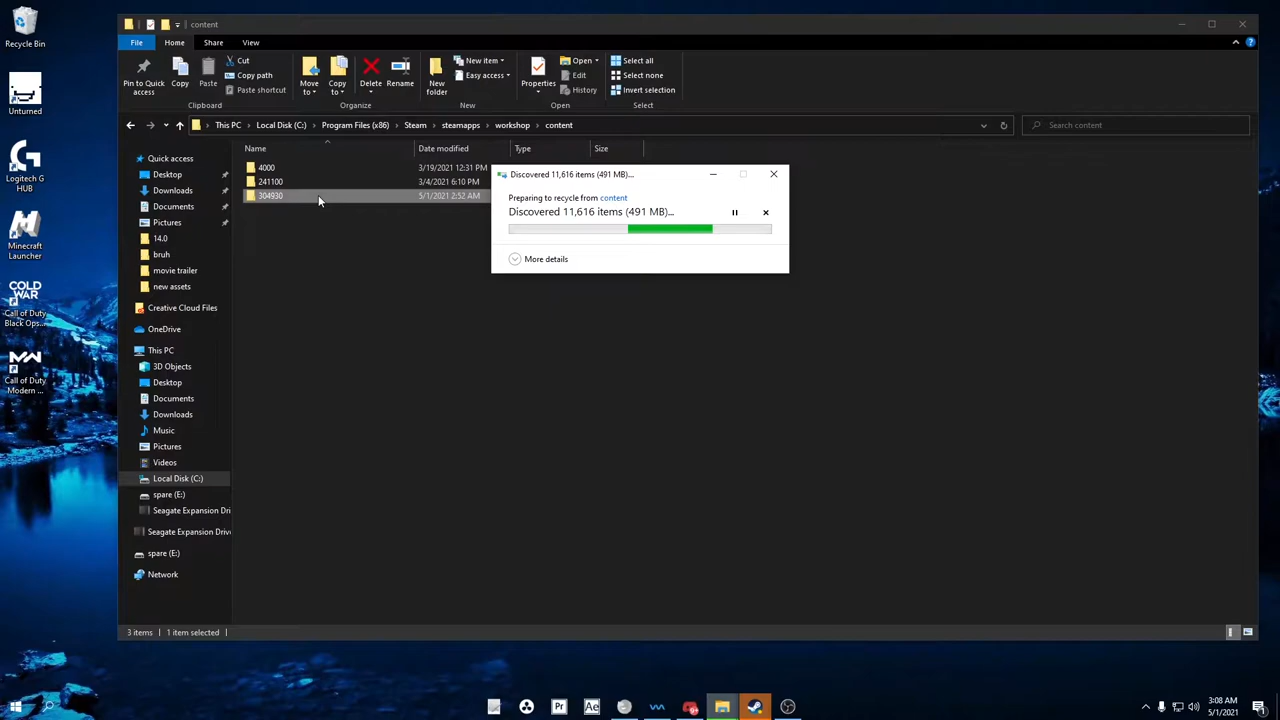 Recycle Bin
Unturned
Logitech G
HUB
Minecraft
Launcher
COLD
WAR
Call of Duty
Black Ops...
Call of Duty
Modern ...
content
File
Home
Share
View
Pin to Quick
access
Copy
Paste
Cut
Copy path
Paste shortcut
Clipboard
Move
to
Copy
to
Delete
Rename
Organize
New
folder
New item
Easy access
New
Properties
Open
Edit
History
Open
Select all
Select none
Invert selection
Select
This PC > Local Disk (C:) > Program Files (x86) > Steam > steamapps > workshop > content
Search content
Name
Date modified
Type
Size
4000 3/19/2021 12:31 PM
241100 3/4/2021 6:10 PM
304930 5/1/2021 2:52 AM
Quick access
Desktop
Downloads
Documents
Pictures
14.0
bruh
movie trailer
new assets
Creative Cloud Files
OneDrive
This PC
3D Objects
Desktop
Documents
Downloads
Music
Pictures
Videos
Local Disk (C:)
spare (E:)
Seagate Expansion Dri
Seagate Expansion Drive
spare (E:)
Network
Discovered 11,616 items (491 MB)...
Preparing to recycle from content
Discovered 11,616 items (491 MB)...
More details
3 items
1 item selected
Pr
Ae
3:08 AM
5/1/2021